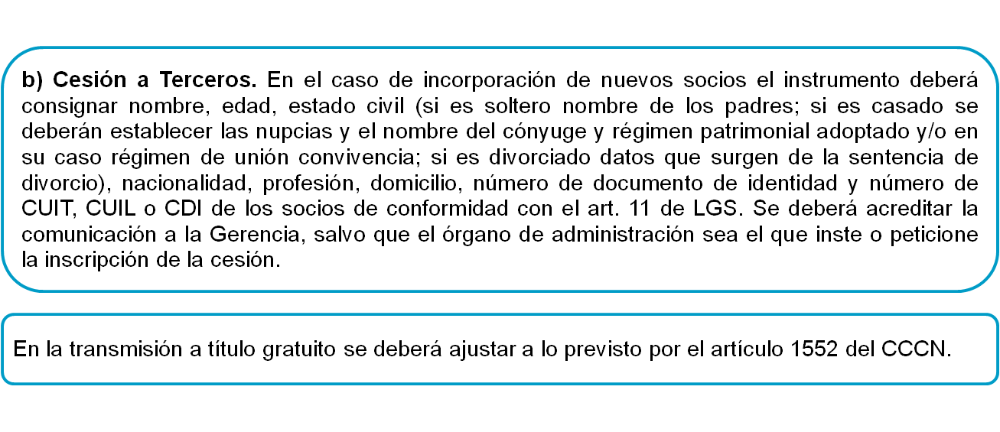 b) Cesión a Terceros. En el caso de incorporación de nuevos socios el instrumento deberá
consignar nombre, edad, estado civil (si es soltero nombre de los padres; si es casado se
deberán establecer las nupcias y el nombre del cónyuge y régimen patrimonial adoptado y/o en
su caso régimen de unión convivencia; si es divorciado datos que surgen de la sentencia de
divorcio), nacionalidad, profesión, domicilio, número de documento de identidad y número de
CUIT, CUIL o CDI de los socios de conformidad con el art. 11 de LGS. Se deberá acreditar la
comunicación a la Gerencia, salvo que el órgano de administración sea el que inste o peticione
la inscripción de la cesión.
En la transmisión a título gratuito se deberá ajustar a lo previsto por el artículo 1552 del CCCN.